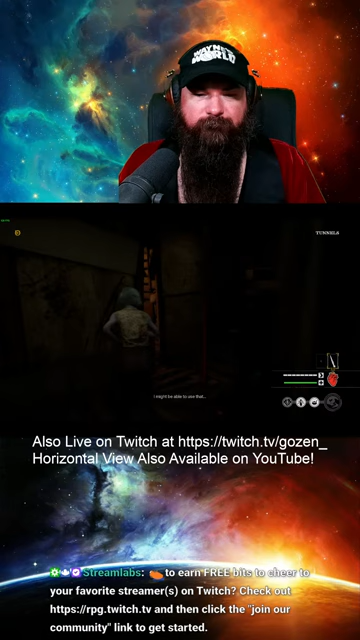 WAYNE'S
WORLD
TUNNELS
I might be able to use that...
Also Live on Twitch at https://twitch.tv/gozen_
Horizontal View Also Available on YouTube!
Streamlabs: to earn FREE bits to cheer to
your favorite streamer(s) on Twitch? Check out
https://rpg.twitch.tv and then click the "join our
community" link to get started.